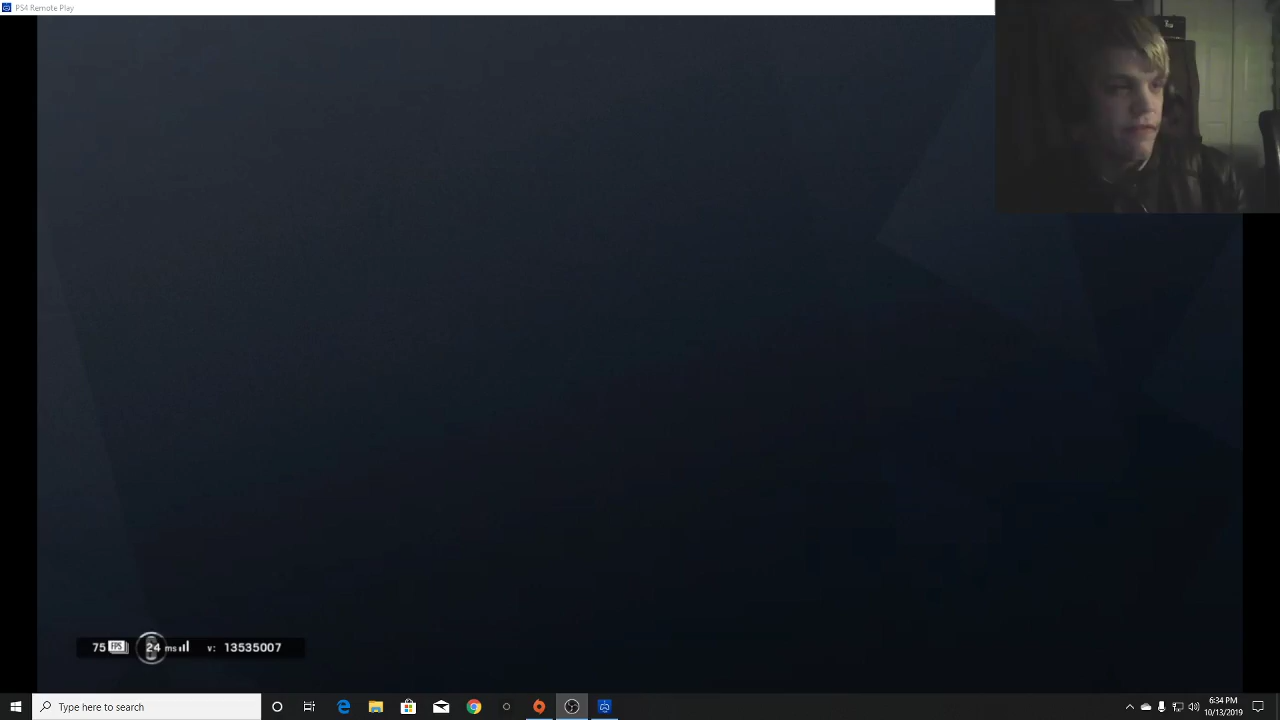 PS4 Remote Play
75 FPS 24 ms v: 13535007
Type here to search
6:34 PM
10/13/2019